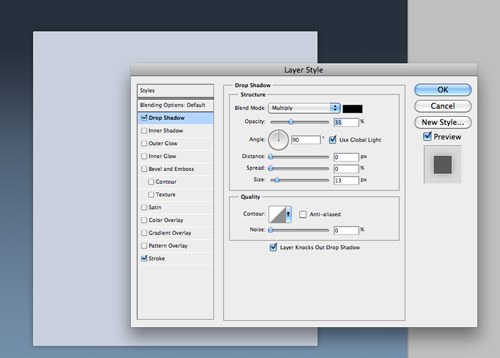 Layer Style
Styles
Blending Options: Default
Drop Shadow
Inner Shadow
Outer Glow
Inner Glow
Bevel and Emboss
Contour
Texture
Satin
Color Overlay
Gradient Overlay
Pattern Overlay
Stroke
Drop Shadow
Structure
Blend Mode: Multiply
Opacity: 35 %
Angle: 90 ° Use Global Light
Distance: 0 px
Spread: 0 %
Size: 13 px
Quality
Contour: Anti-aliased
Noise: 0 %
Layer Knocks Out Drop Shadow
OK
Cancel
New Style...
Preview